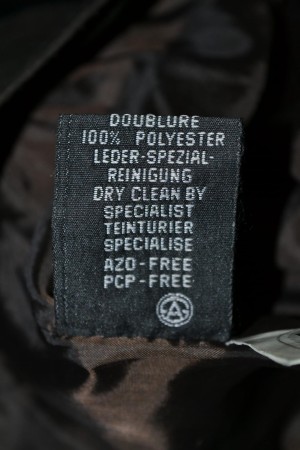 DOUBLURE
100% POLYESTER
LEDER-SPEZIAL-
REINIGUNG
DRY CLEAN BY
SPECIALIST
TEINTURIER
SPECIALISE
AZO-FREE
PCP-FREE